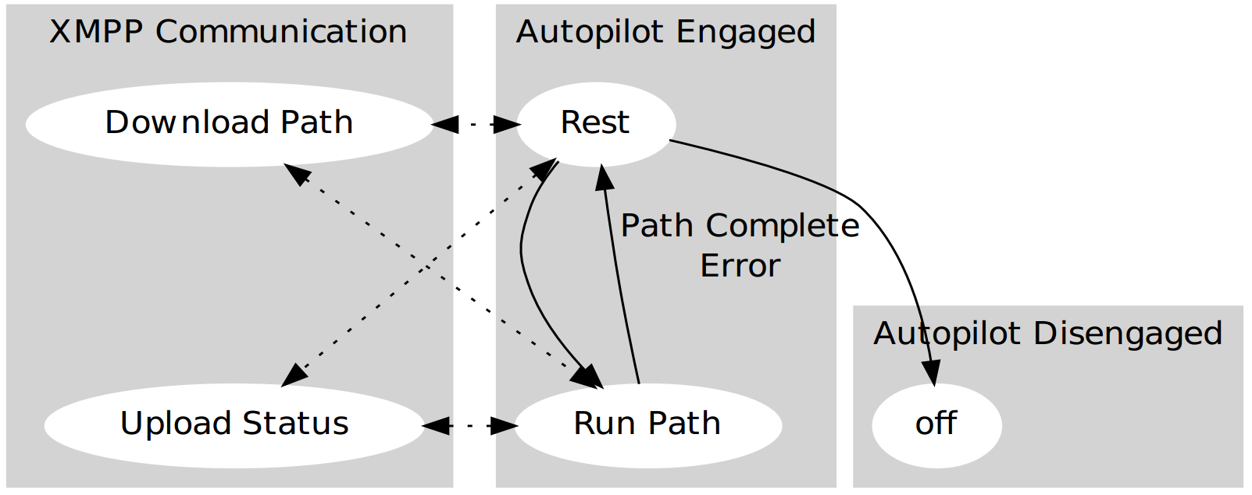 XMPP Communication
Autopilot Engaged
Download Path
Rest
Path Complete
Error
Autopilot Disengaged
Upload Status
Run Path
off